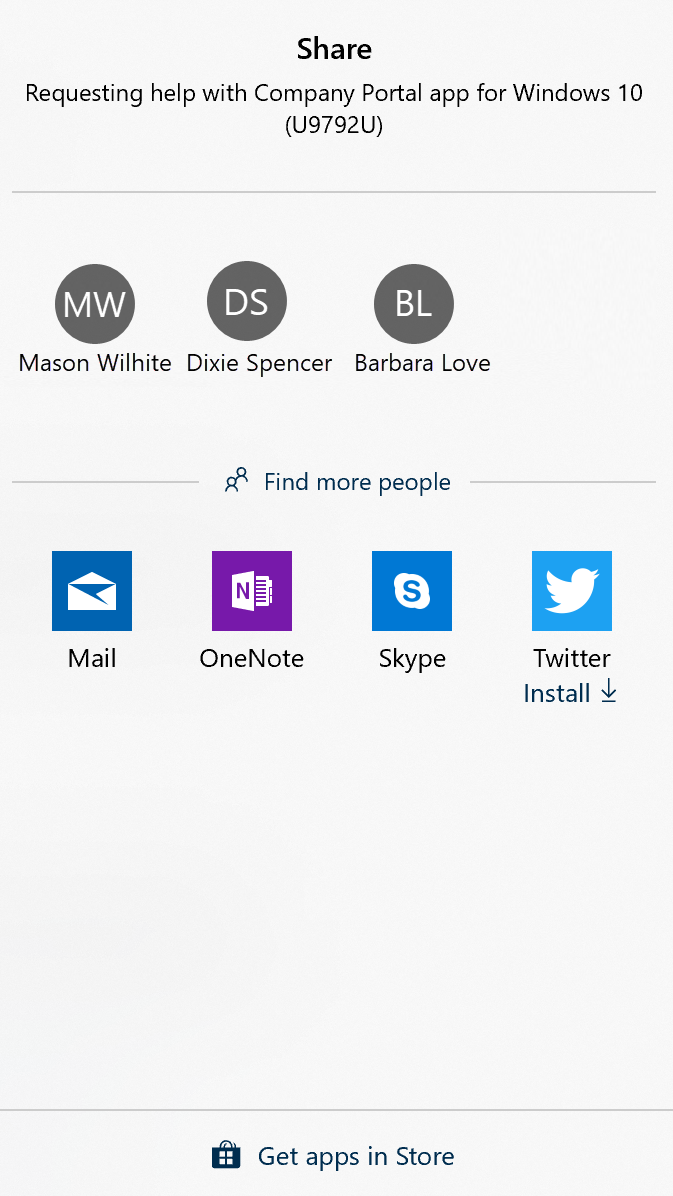 Share
Requesting help with Company Portal app for Windows 10
(U9792U)
MW DS BL
Mason Wilhite Dixie Spencer Barbara Love
Find more people
N S
Mail OneNote Skype Twitter
Install
Get apps in Store